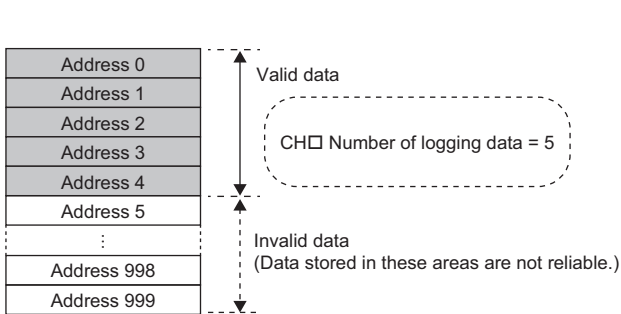 Address 0
Address 1
Address 2
Address 3
Address 4
Address 5
⋮
Address 998
Address 999
Valid data
CH□ Number of logging data = 5
Invalid data
(Data stored in these areas are not reliable.)